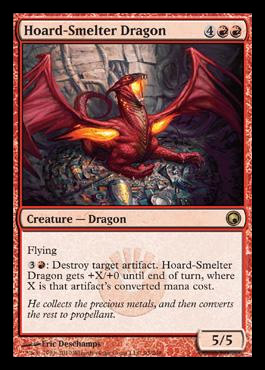 Hoard-Smelter Dragon 4
Creature — Dragon
Flying
3 : Destroy target artifact. Hoard-Smelter
Dragon gets +X/+0 until end of turn, where
X is that artifact's converted mana cost.
He collects the precious metals, and then converts
the rest to propellant.
Eric Deschamps
5/5